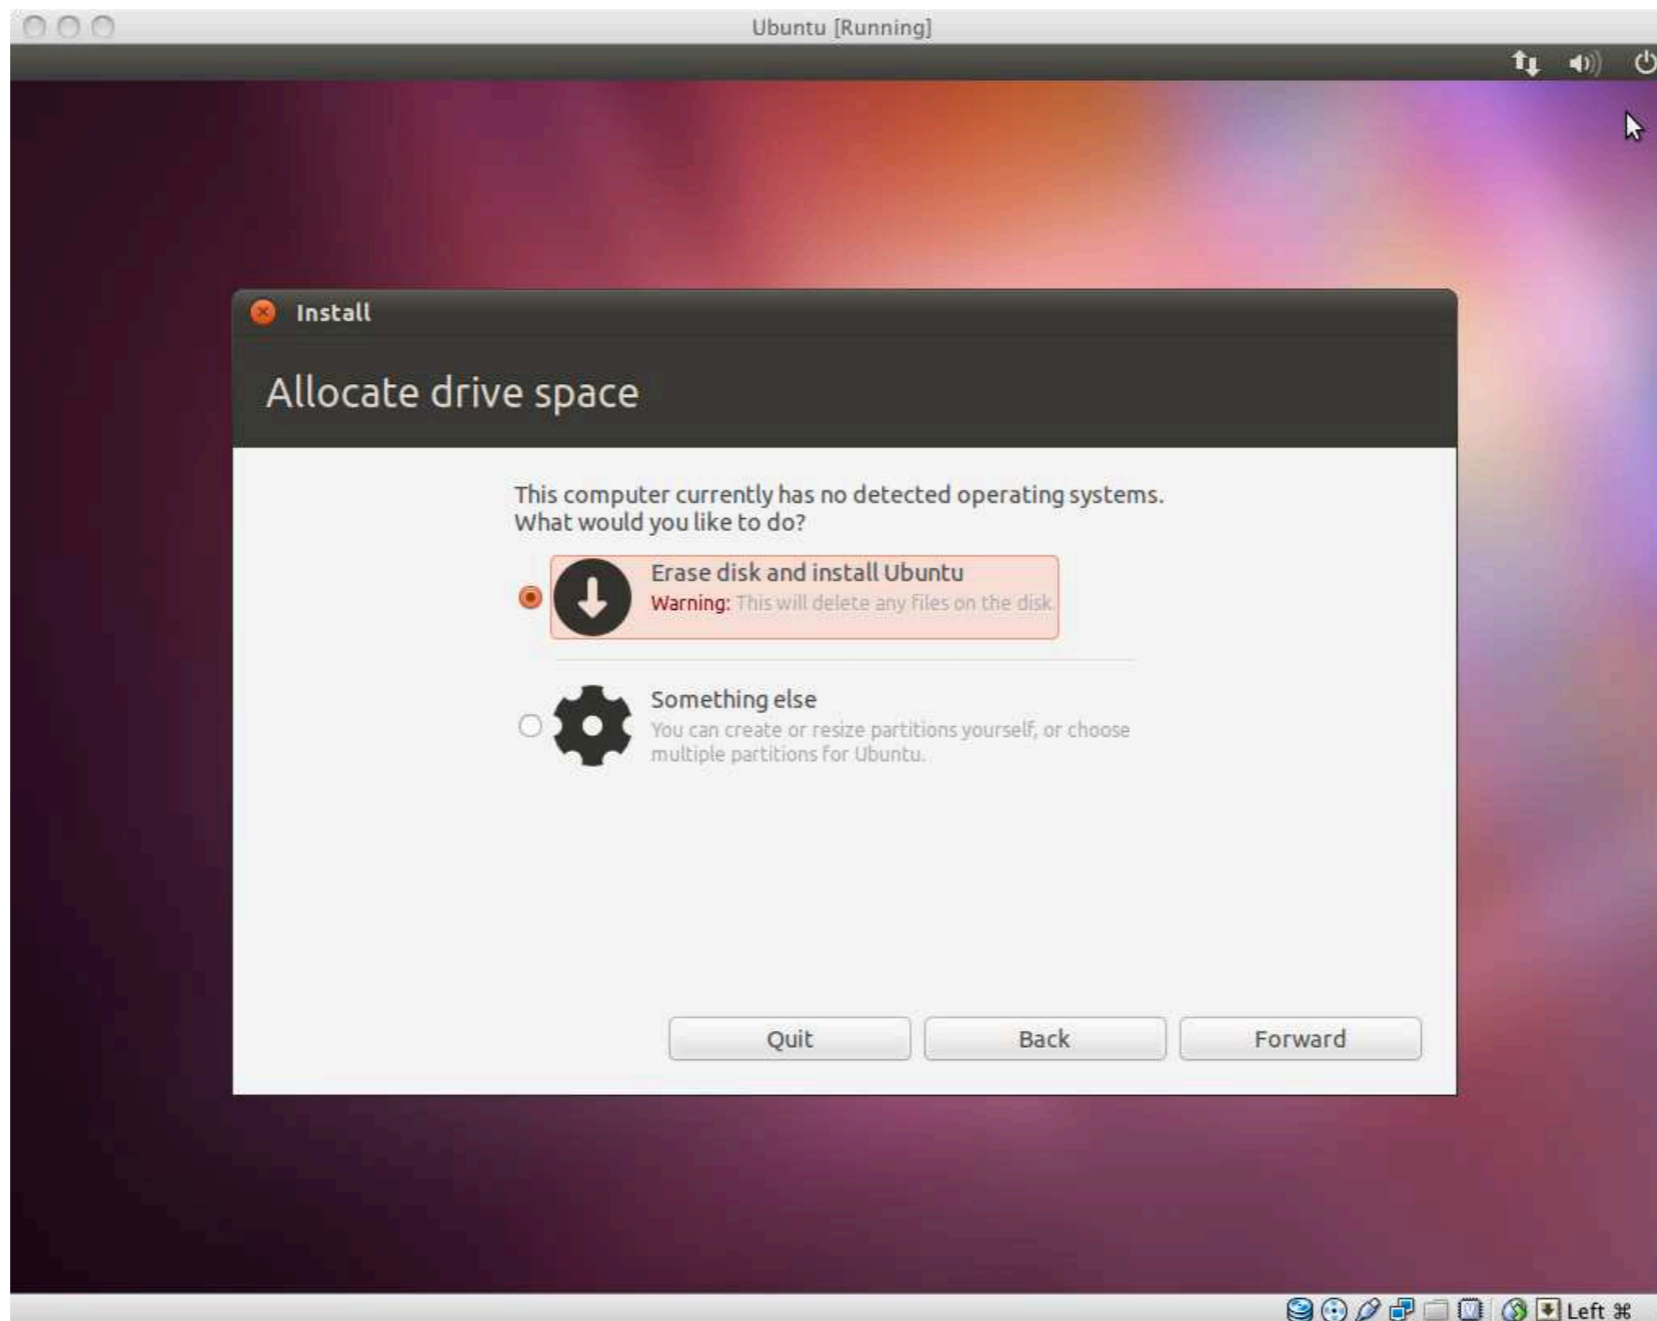 Ubuntu [Running]
Install
Allocate drive space
This computer currently has no detected operating systems.
What would you like to do?
Erase disk and install Ubuntu
Warning: This will delete any files on the disk.
Something else
You can create or resize partitions yourself, or choose
multiple partitions for Ubuntu.
Quit Back Forward
Left ⌘